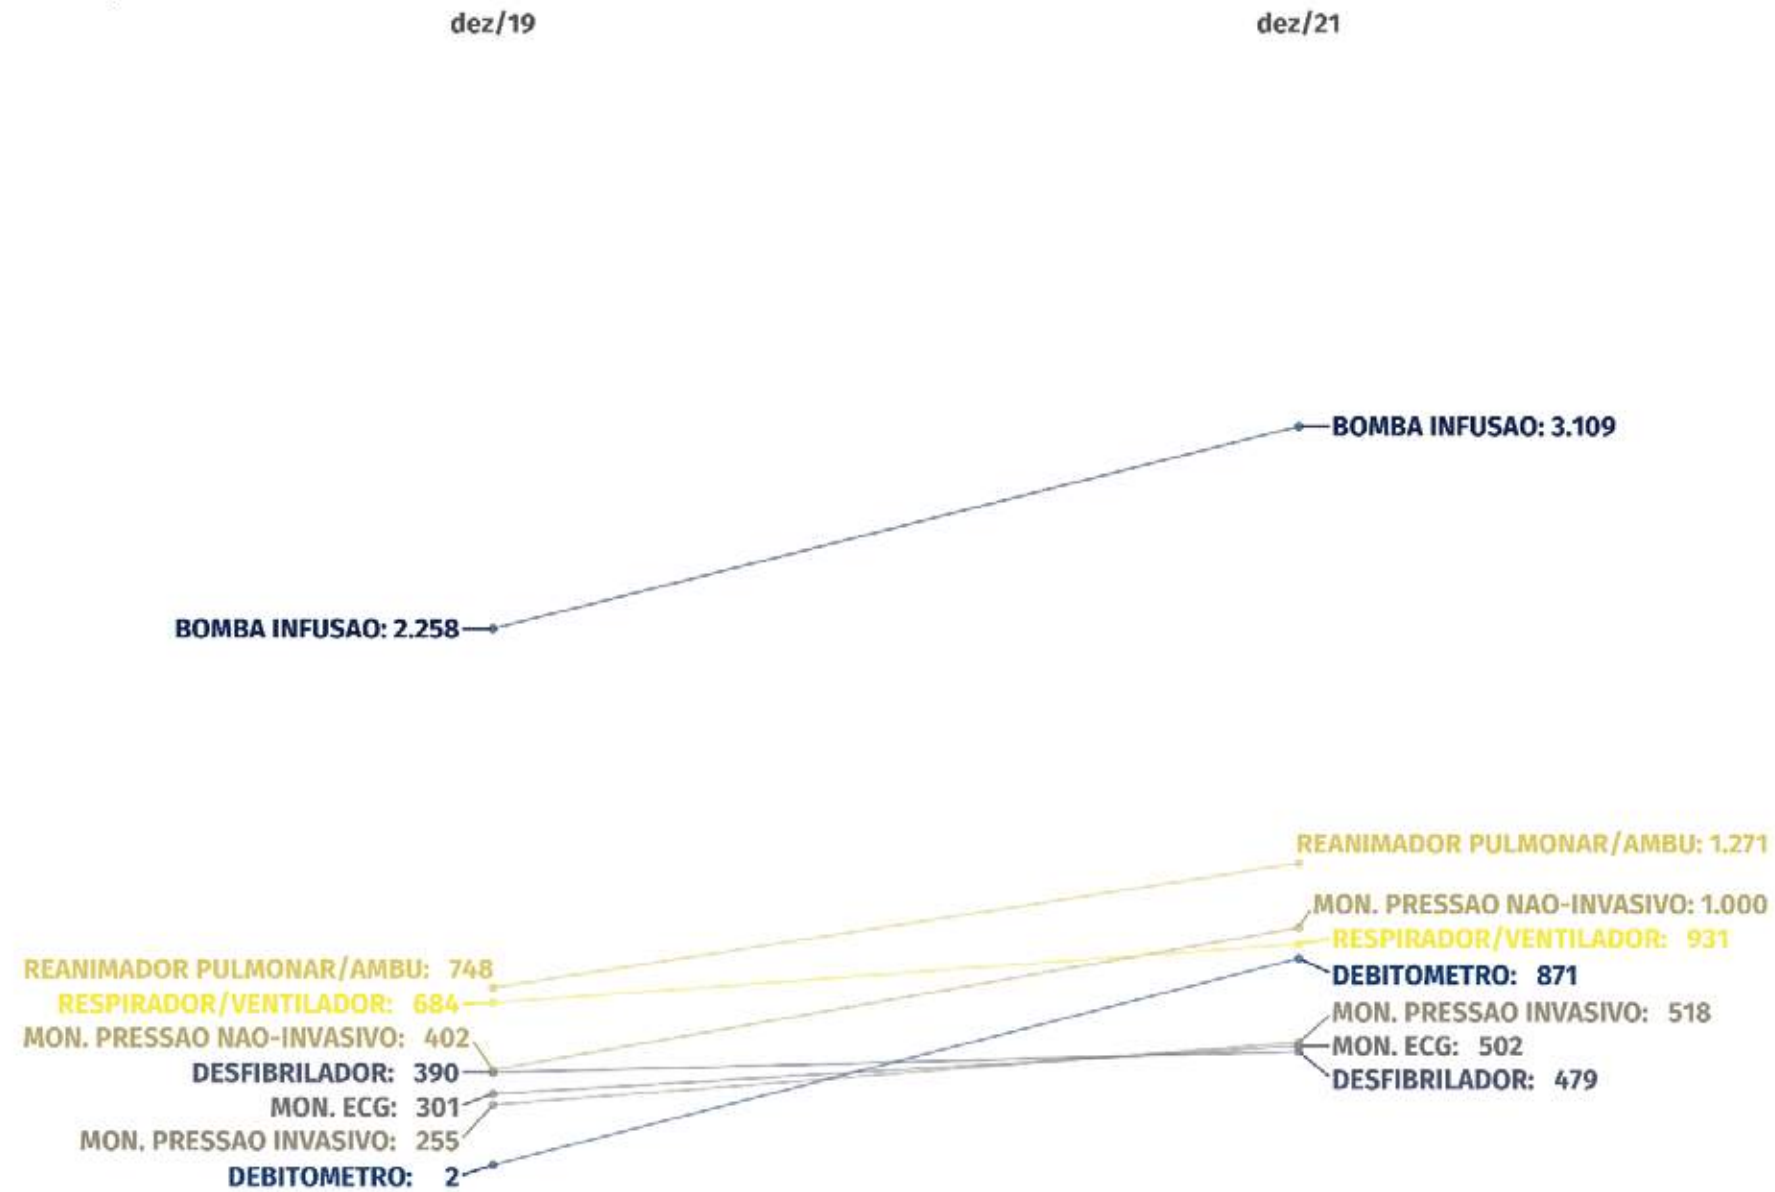 dez/19
dez/21
BOMBA INFUSAO: 3.109
BOMBA INFUSAO: 2.258
REANIMADOR PULMONAR/AMBU: 1.271
MON. PRESSAO NAO-INVASIVO: 1.000
RESPIRADOR/VENTILADOR: 931
DEBITOMETRO: 871
MON. PRESSAO INVASIVO: 518
MON. ECG: 502
DESFIBRILADOR: 479
REANIMADOR PULMONAR/AMBU: 748
RESPIRADOR/VENTILADOR: 684
MON. PRESSAO NAO-INVASIVO: 402
DESFIBRILADOR: 390
MON. ECG: 301
MON. PRESSAO INVASIVO: 255
DEBITOMETRO: 2